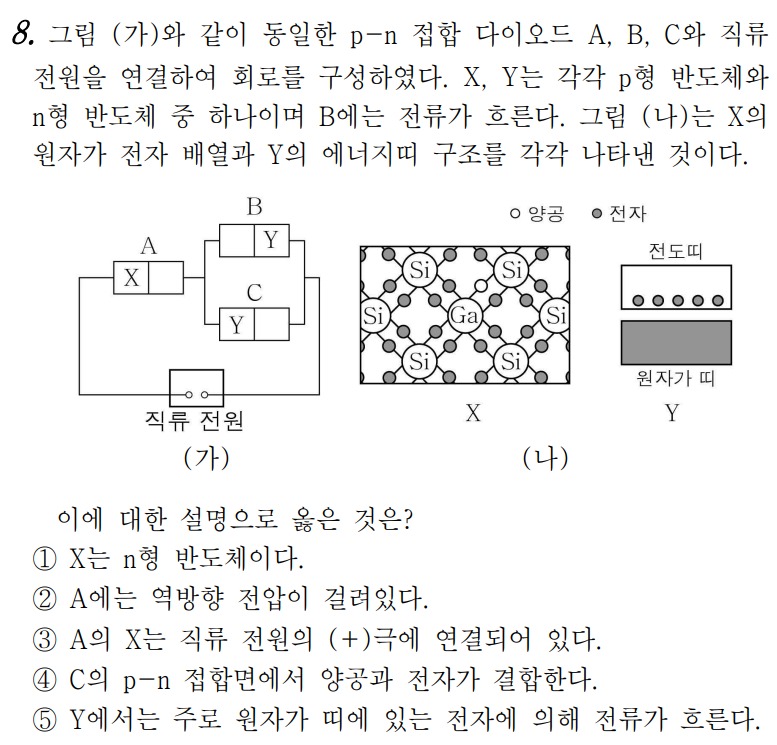 8. 그림 (가)와 같이 동일한 p-n 접합 다이오드 A, B, C와 직류
전원을 연결하여 회로를 구성하였다. X, Y는 각각 p형 반도체와
n형 반도체 중 하나이며 B에는 전류가 흐른다. 그림 (나)는 X의
원자가 전자 배열과 Y의 에너지띠 구조를 각각 나타낸 것이다.
B
A
Y
X
C
Y
직류 전원
(가)
양공 전자
Si Si
Si Ga Si
Si Si
X
전도띠
원자가 띠
Y
(나)
이에 대한 설명으로 옳은 것은?
① X는 n형 반도체이다.
② A에는 역방향 전압이 걸려있다.
③ A의 X는 직류 전원의 (+)극에 연결되어 있다.
④ C의 p-n 접합면에서 양공과 전자가 결합한다.
⑤ Y에서는 주로 원자가 띠에 있는 전자에 의해 전류가 흐른다.